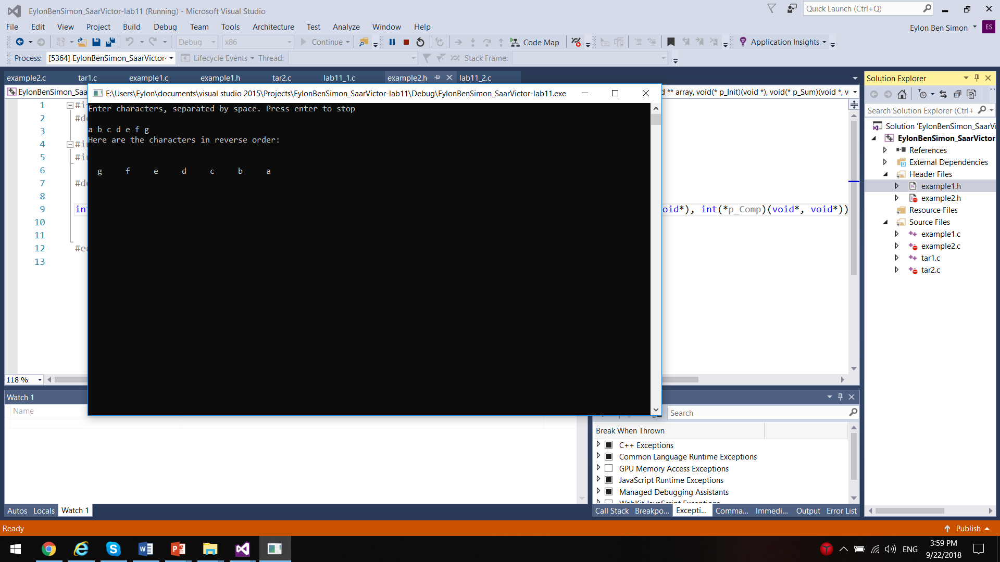 EylonBenSimon_SaarVictor-lab11 (Running) - Microsoft Visual Studio
Quick Launch (Ctrl+Q)
File Edit View Project Build Debug Team Tools Architecture Test Analyze Window Help
Eylon Ben Simon ES
Debug x86 Continue Code Map Application Insights
Process: [5364] EylonBenSimon_SaarVictor- Lifecycle Events Thread: Stack Frame:
example2.c tar1.c example1.c example1.h tar2.c lab11_1.c example2.h lab11_2.c
EylonBenSimon_Saa
d ** array, void(* p_Init)(void *), void(* p_Sum)(void *, v
E:\Users\Eylon\documents\visual studio 2015\Projects\EylonBenSimon_SaarVictor-lab11\Debug\EylonBenSimon_SaarVictor-lab11.exe
Enter characters, separated by space. Press enter to stop
a b c d e f g
Here are the characters in reverse order:
g f e d c b a
1 #i
2 #d
3
4 #i
5 #i
6
7 #d
8
9 in oid*), int(*p_Comp)(void*, void*))
10
11
12 #e
13
118 %
Solution Explorer
Search Solution Explorer (Ctrl+
Solution 'EylonBenSimon_SaarVi
EylonBenSimon_SaarVictor
References
External Dependencies
Header Files
example1.h
example2.h
Resource Files
Source Files
example1.c
example2.c
tar1.c
tar2.c
Watch 1
Name
Search
Break When Thrown
C++ Exceptions
Common Language Runtime Exceptions
GPU Memory Access Exceptions
JavaScript Runtime Exceptions
Managed Debugging Assistants
WebKit JavaScript Exceptions
Autos Locals Watch 1
Call Stack Breakpo... Excepti... Comma... Immedi... Output Error List
Ready
Publish
ENG
3:59 PM
9/22/2018